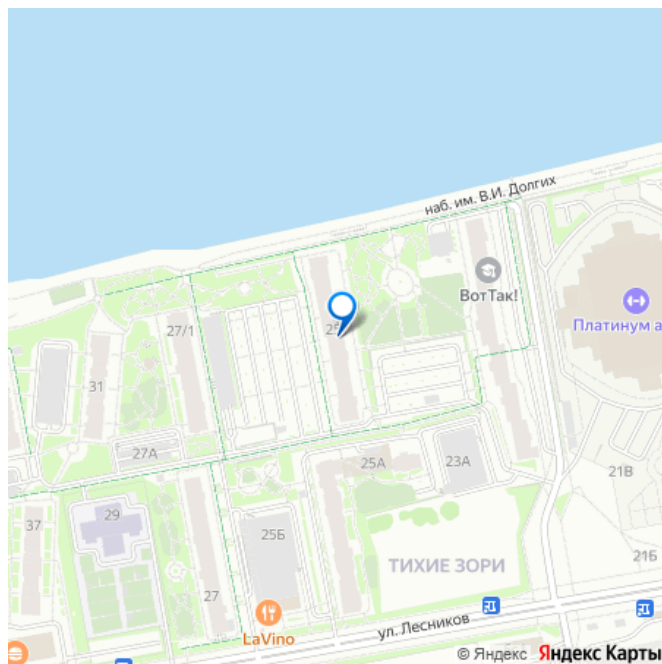 наб. им. В.И. Долгих
ВотТак!
Платинум а
27/1
25
31
27А
25А
23А
21В
37
29
25Б
ТИХИЕ ЗОРИ
21Б
27
LaVino
ул. Лесников
© Яндекс Яндекс Карты